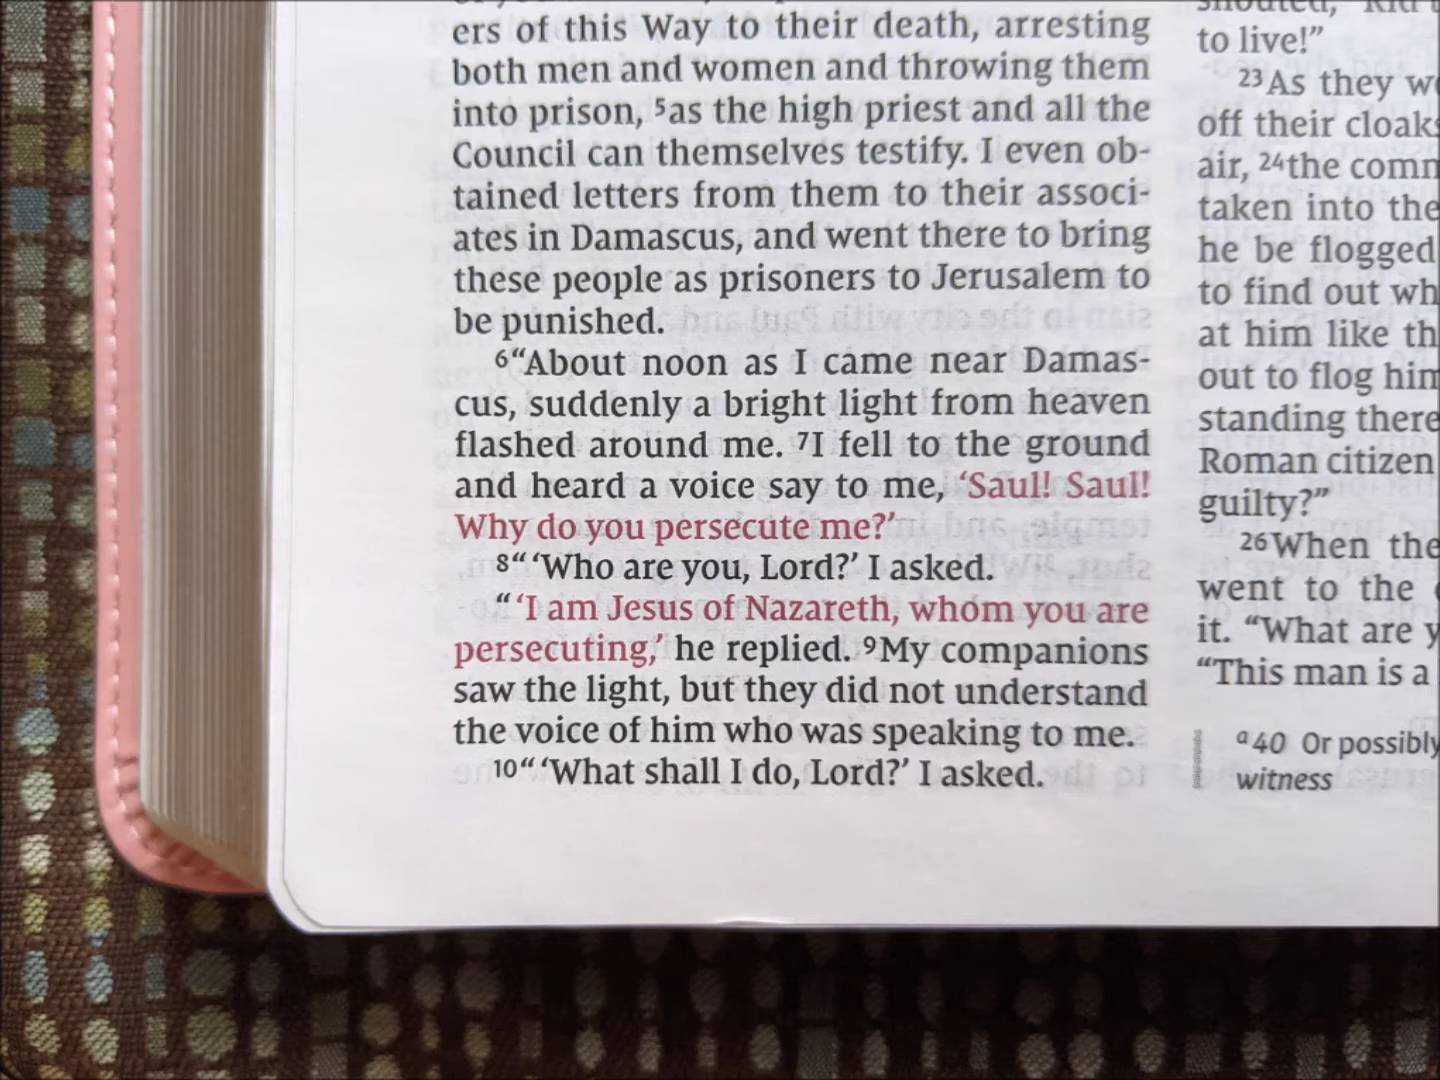 ers of this Way to their death, arresting
both men and women and throwing them
into prison, ⁵as the high priest and all the
Council can themselves testify. I even ob-
tained letters from them to their associ-
ates in Damascus, and went there to bring
these people as prisoners to Jerusalem to
be punished.
⁶“About noon as I came near Damas-
cus, suddenly a bright light from heaven
flashed around me. ⁷I fell to the ground
and heard a voice say to me, ‘Saul! Saul!
Why do you persecute me?’
⁸“ ‘Who are you, Lord?’ I asked.
“ ‘I am Jesus of Nazareth, whom you are
persecuting,’ he replied. ⁹My companions
saw the light, but they did not understand
the voice of him who was speaking to me.
¹⁰“ ‘What shall I do, Lord?’ I asked.
to live!”
²³As they
off their cloaks
air, ²⁴the
taken into the
he be flogged
to find out
at him like
out to flog him
standing there
Roman citizen
guilty?”
²⁶When the
went to the
it. “What are
“This man is a
ᵃ40 Or possibly
witness